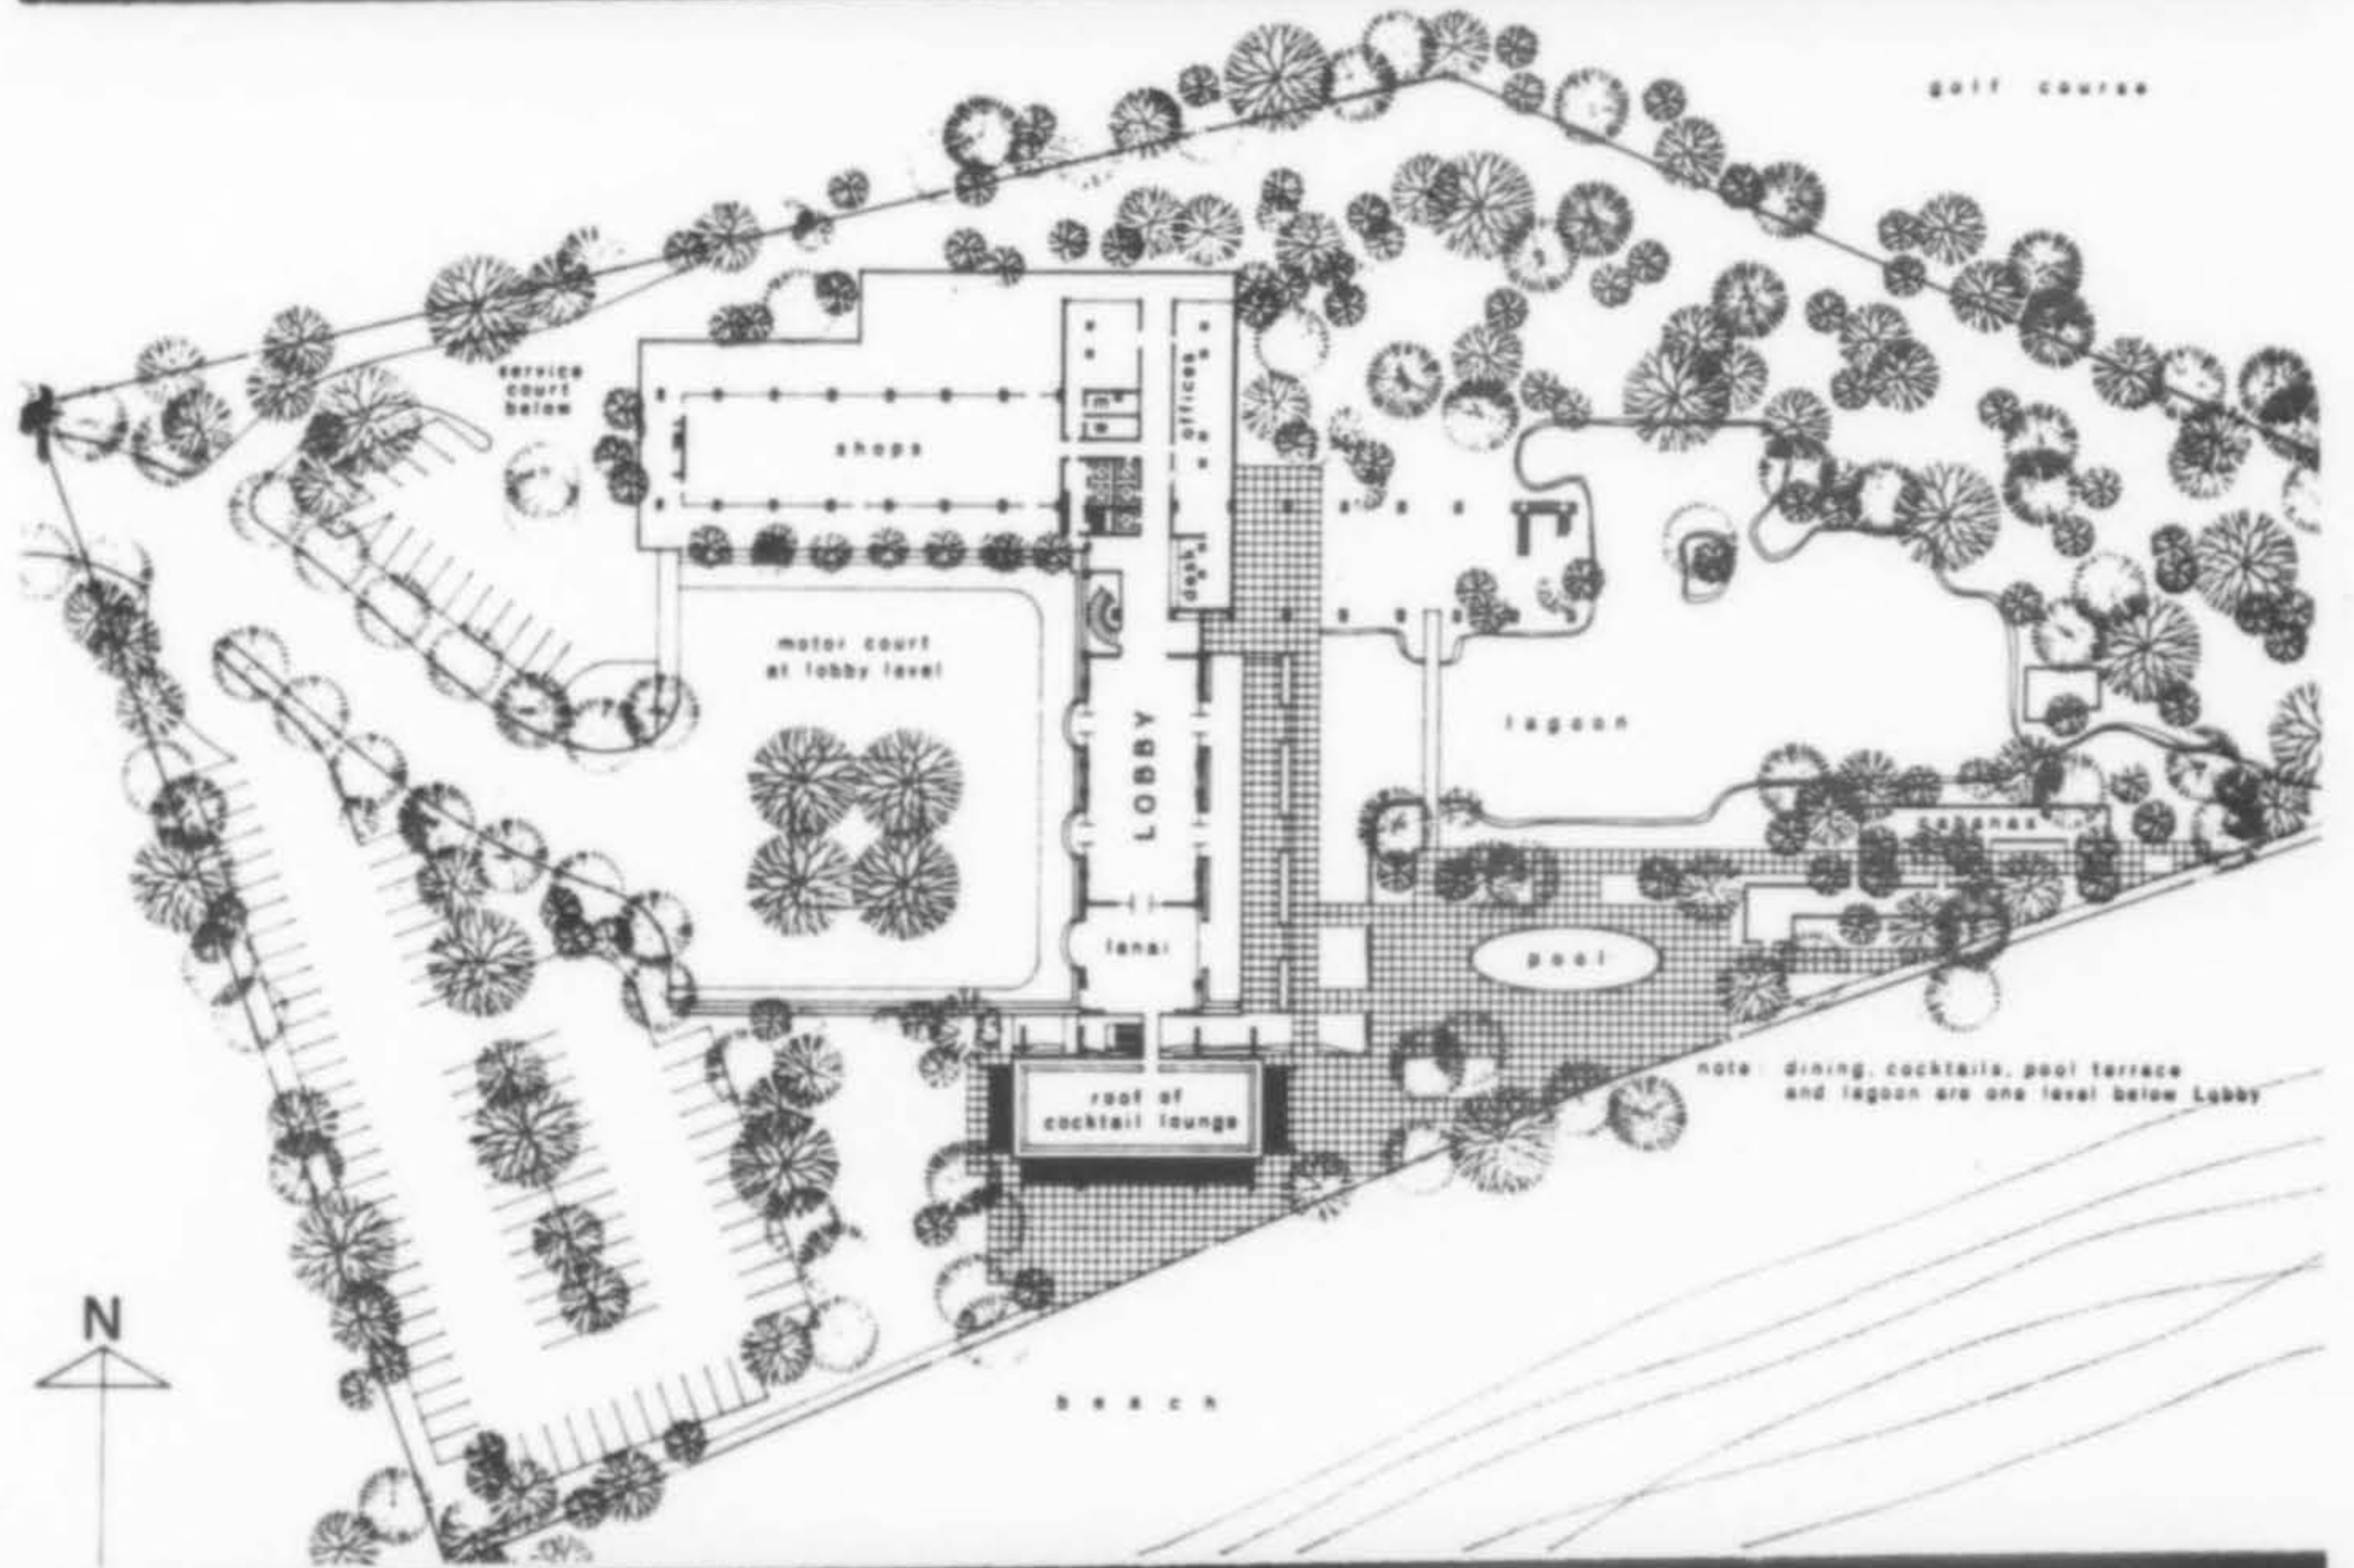 golf course
service
court
below
offices
shops
desk
motor court
at lobby level
LOBBY
lagoon
cabanas
lanai
pool
note: dining, cocktails, pool terrace
and lagoon are one level below Lobby
roof of
cocktail lounge
N
beach